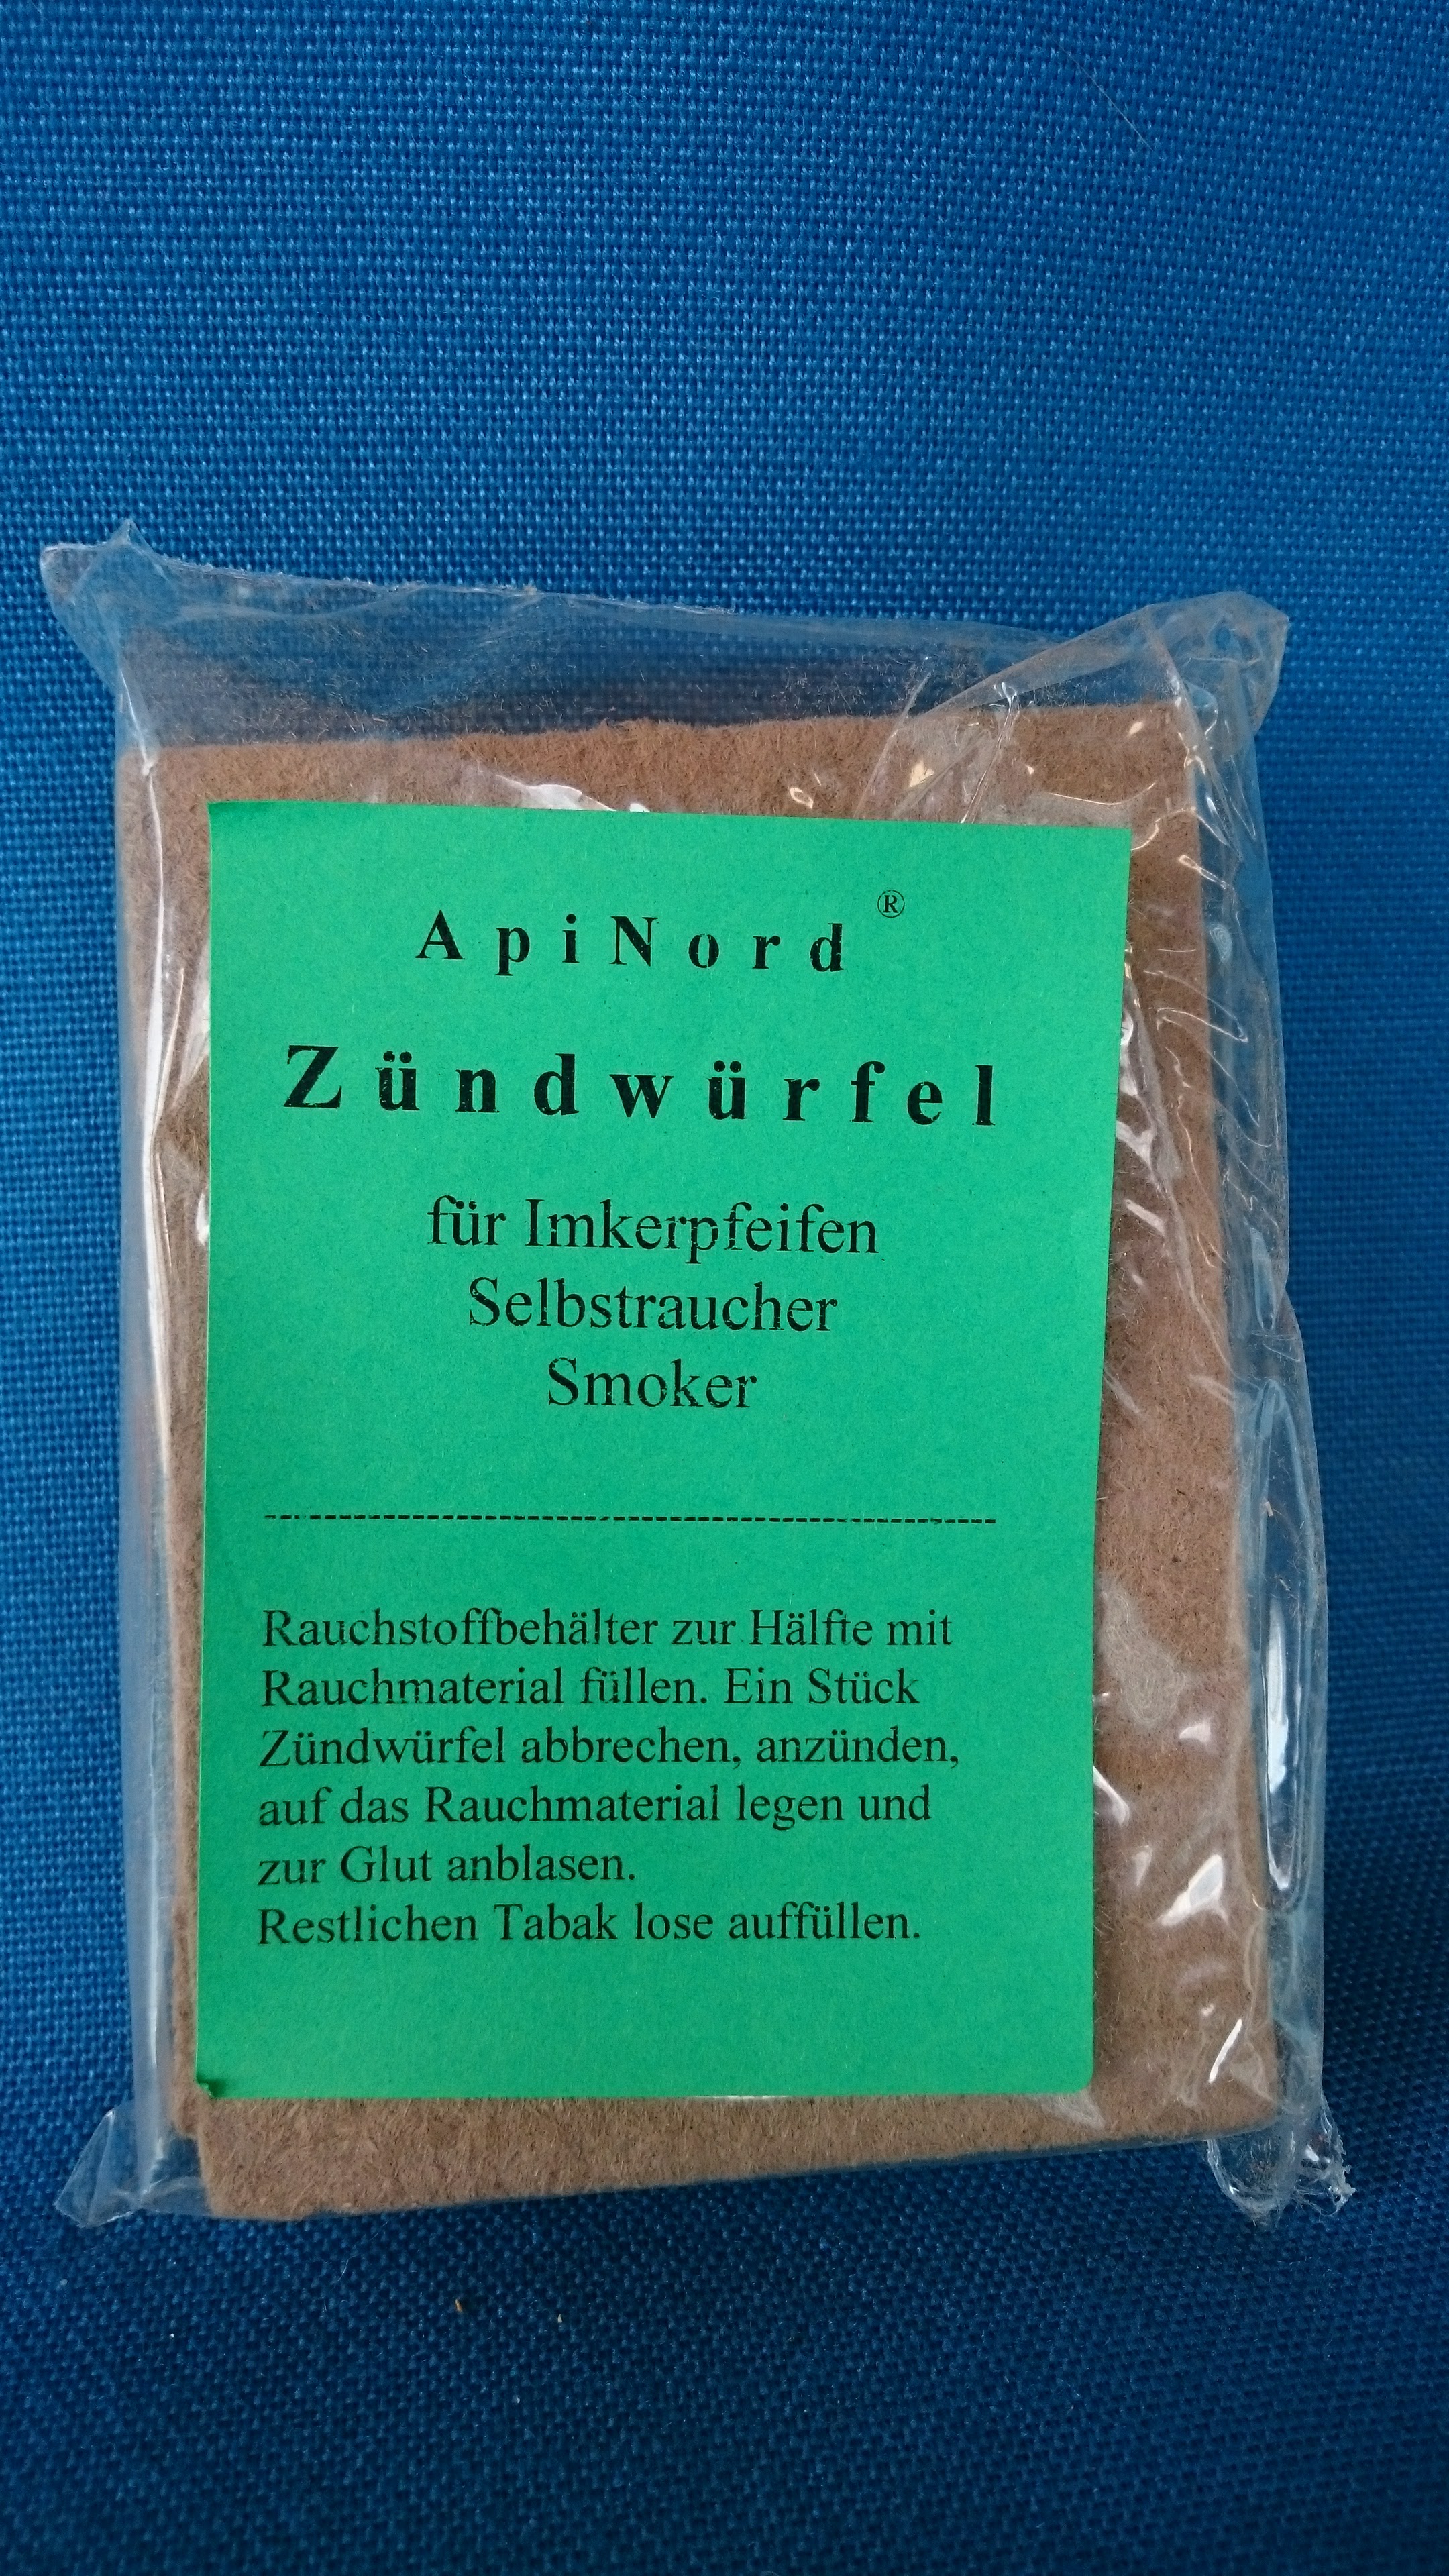 ApiNord®
Zündwürfel
für Imkerpfeifen
Selbstraucher
Smoker
Rauchstoffbehälter zur Hälfte mit
Rauchmaterial füllen. Ein Stück
Zündwürfel abbrechen, anzünden,
auf das Rauchmaterial legen und
zur Glut anblasen.
Restlichen Tabak lose auffüllen.